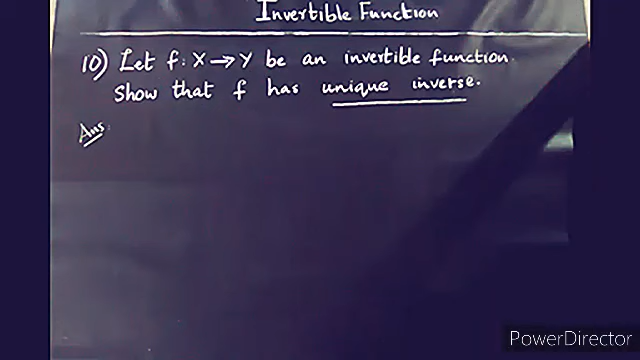 Invertible Function
10) Let f: X → Y be an invertible function.
Show that f has unique inverse.
Ans:
PowerDirector